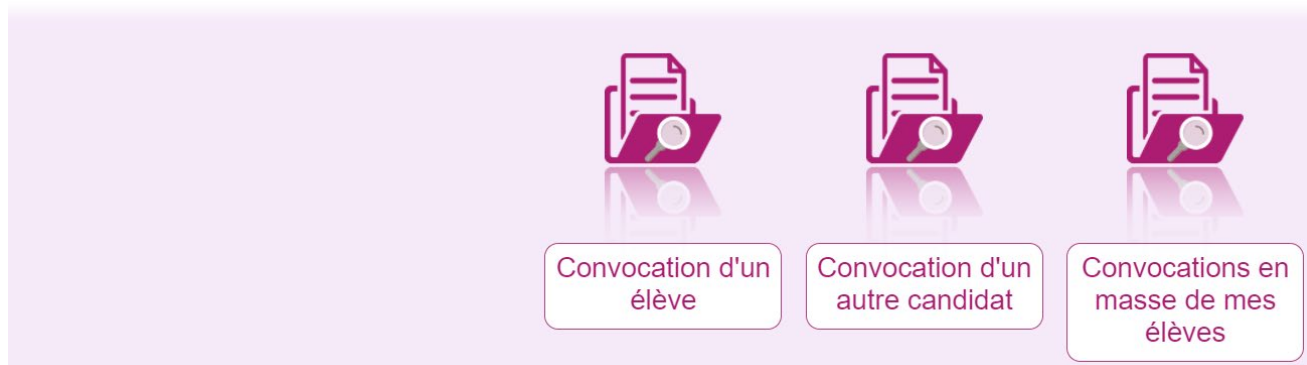 Convocation d'un
élève
Convocation d'un
autre candidat
Convocations en
masse de mes
élèves